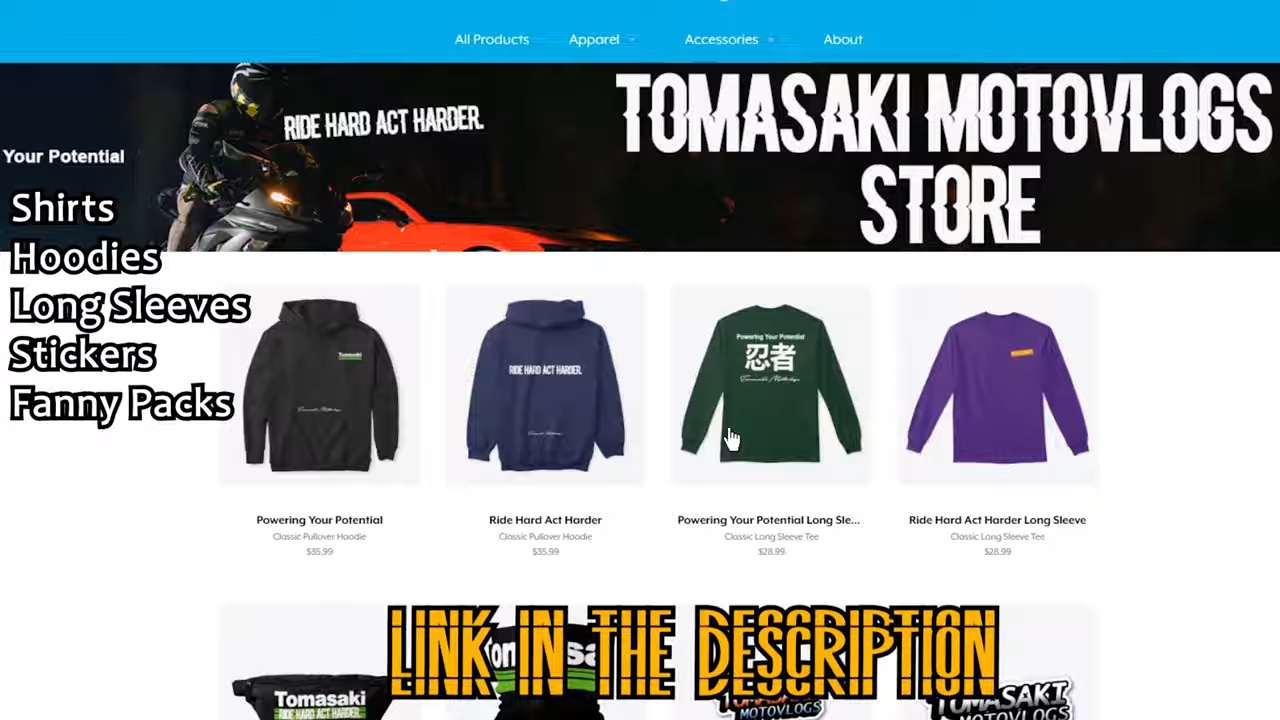 All Products
Apparel
Accessories
About
RIDE HARD ACT HARDER.
TOMASAKI MOTOVLOGS
STORE
Your Potential
Shirts
Hoodies
Long Sleeves
Stickers
Fanny Packs
Tomasaki
RIDE HARD ACT HARDER.
Powering Your Potential
忍者
Powering Your Potential
Classic Pullover Hoodie
$35.99
Ride Hard Act Harder
Classic Pullover Hoodie
$35.99
Powering Your Potential Long Sle...
Classic Long Sleeve Tee
$28.99
Ride Hard Act Harder Long Sleeve
Classic Long Sleeve Tee
$28.99
LINK IN THE DESCRIPTION
Tomasaki
RIDE HARD ACT HARDER.
MOTOVLOGS
TOMASAKI
MOTOVLOGS